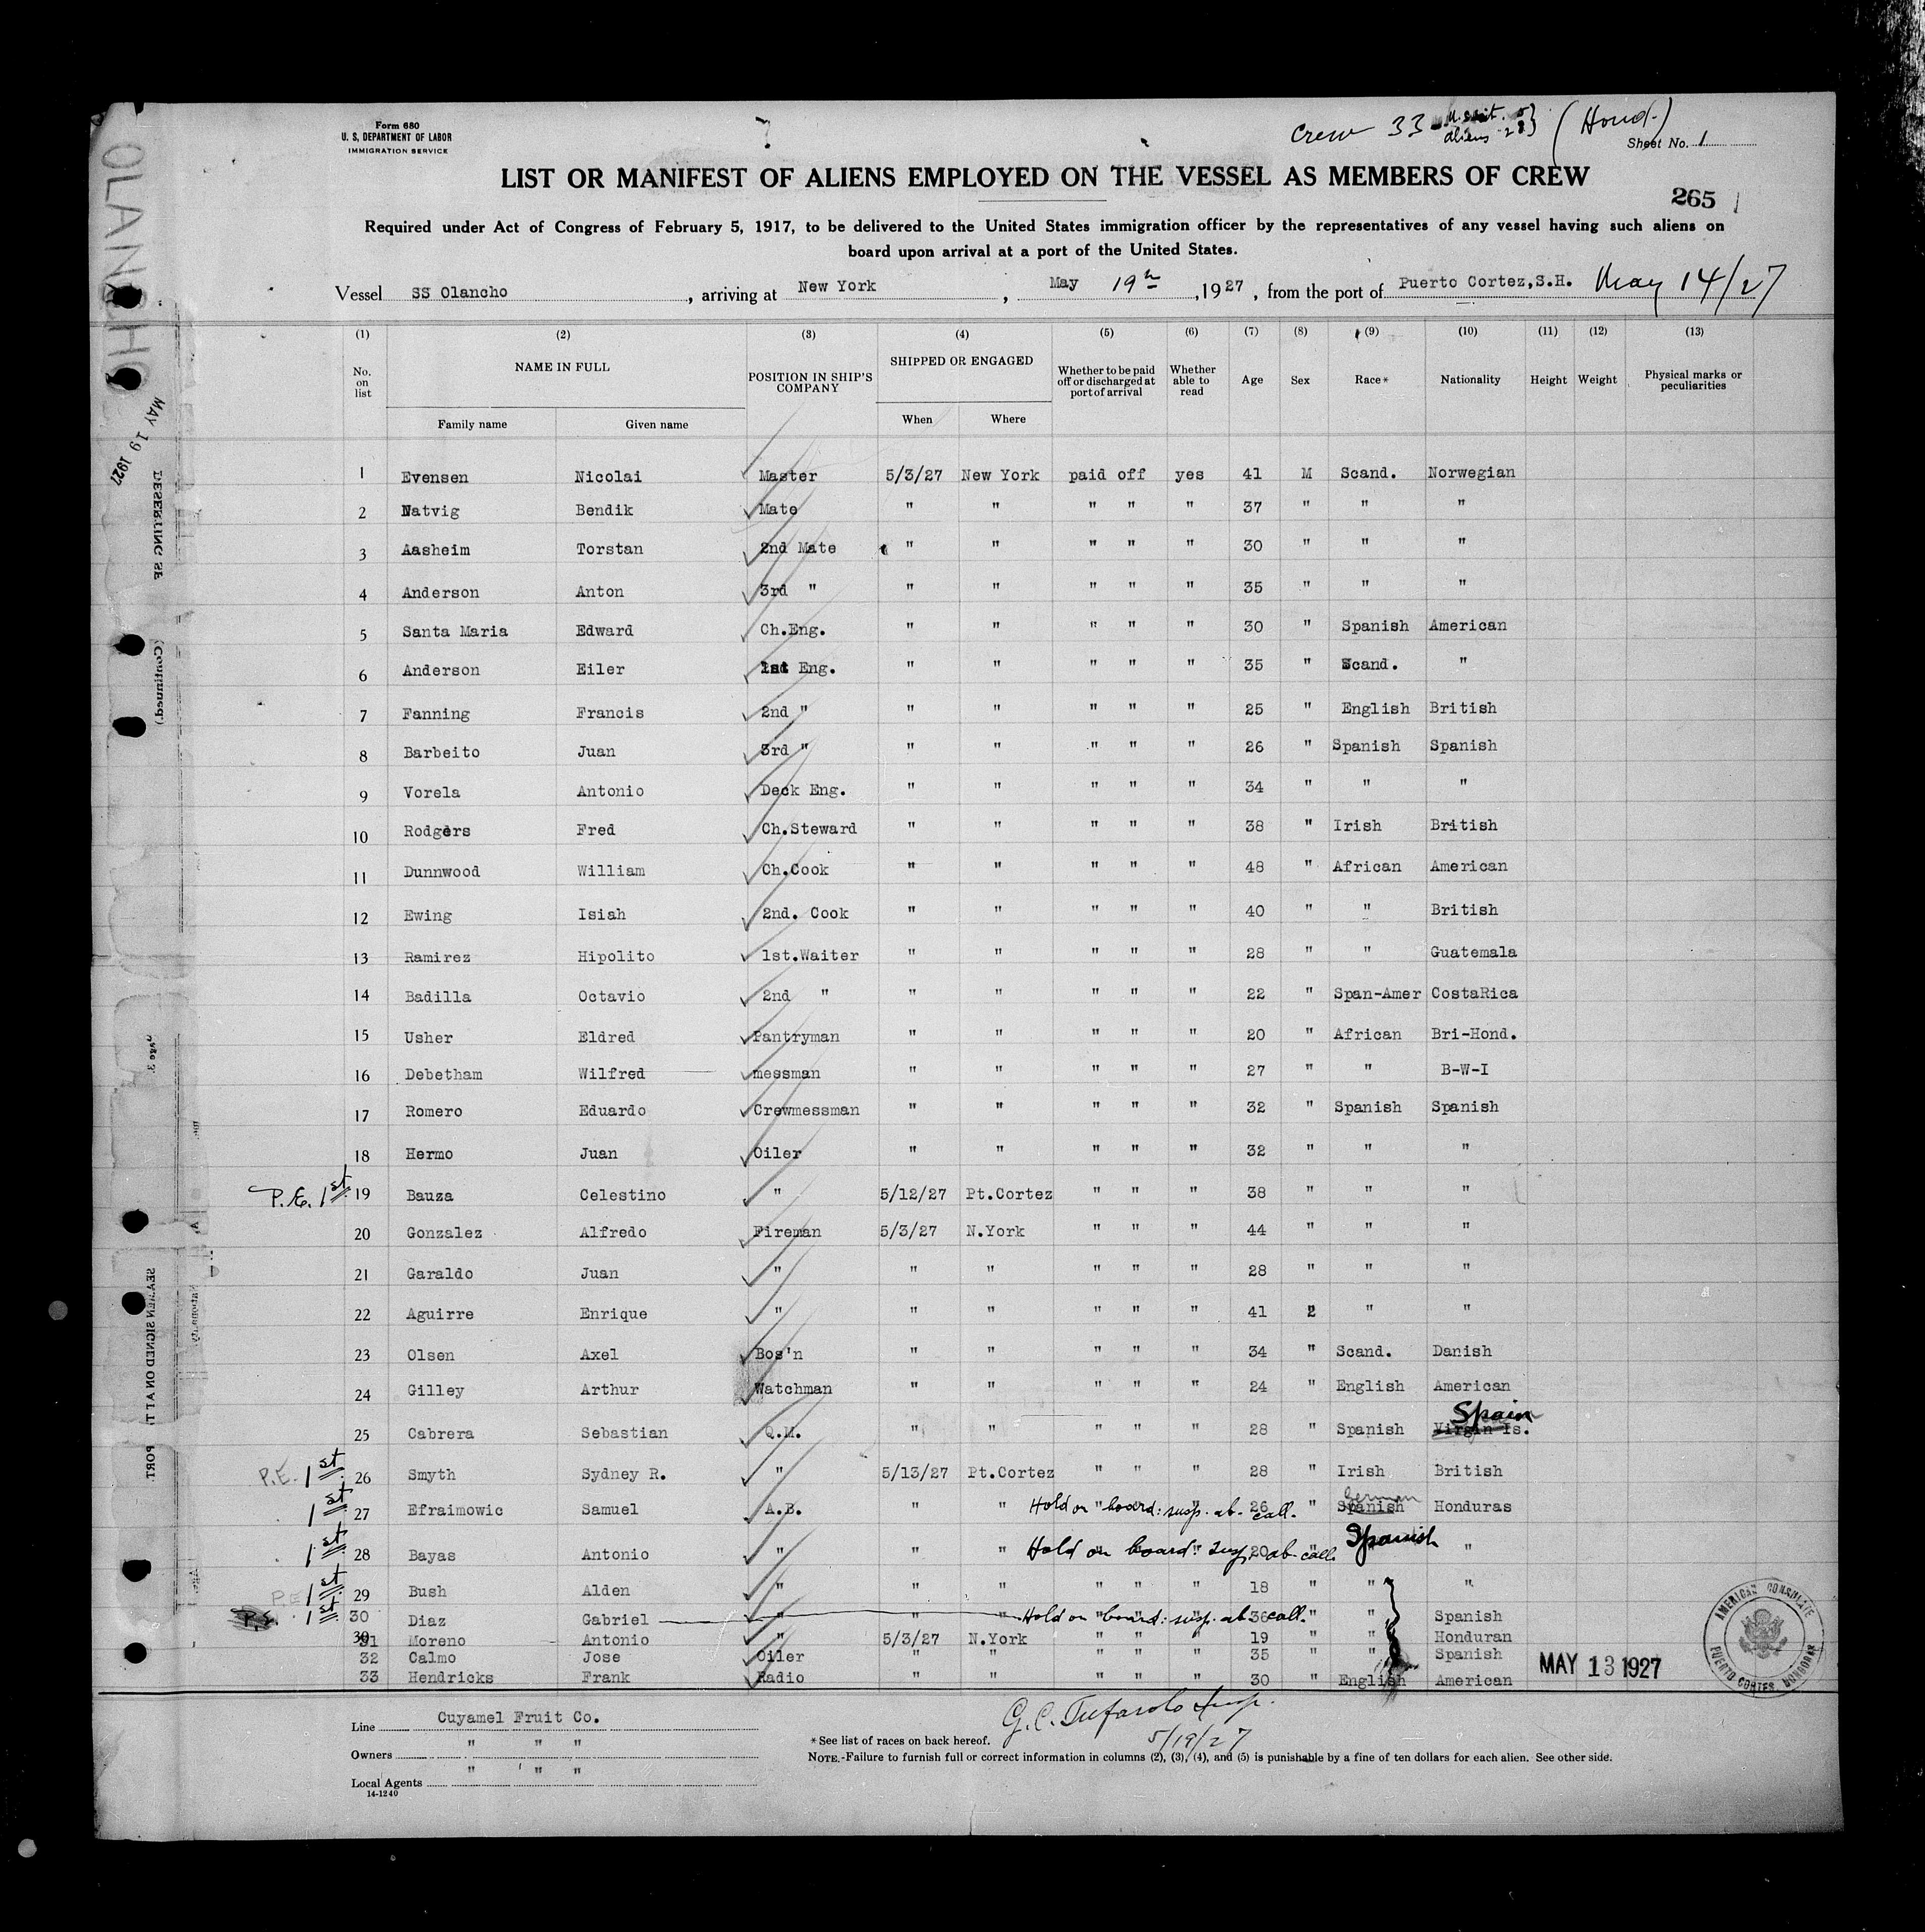 Form 680
U. S. DEPARTMENT OF LABOR
IMMIGRATION SERVICE
Crew 33 - U.S.Cit. 5
aliens 28 } (Hond.)
Sheet No. 1
LIST OR MANIFEST OF ALIENS EMPLOYED ON THE VESSEL AS MEMBERS OF CREW
265
Required under Act of Congress of February 5, 1917, to be delivered to the United States immigration officer by the representatives of any vessel having such aliens on
board upon arrival at a port of the United States.
Vessel SS Olancho, arriving at New York, May 19th, 1927, from the port of Puerto Cortez, S.H. May 14/27
OLANCHO
MAY 19 1927
(1) (2) (3) (4) (5) (6) (7) (8) (9) (10) (11) (12) (13)
No. on list NAME IN FULL POSITION IN SHIP'S COMPANY SHIPPED OR ENGAGED Whether to be paid off or discharged at port of arrival Whether able to read Age Sex Race* Nationality Height Weight Physical marks or peculiarities
Family name Given name When Where
1 Evensen Nicolai Master 5/3/27 New York paid off yes 41 M Scand. Norwegian
2 Natvig Bendik Mate " " " " " 37 " " "
3 Aasheim Torstan 2nd Mate " " " " " 30 " " "
4 Anderson Anton 3rd " " " " " " 35 " " "
5 Santa Maria Edward Ch.Eng. " " " " " 30 " Spanish American
6 Anderson Eiler 1st Eng. " " " " " 35 " Scand. "
7 Fanning Francis 2nd " " " " " " 25 " English British
8 Barbeito Juan 3rd " " " " " " 26 " Spanish Spanish
9 Vorela Antonio Deck Eng. " " " " " 34 " " "
10 Rodgers Fred Ch.Steward " " " " " 38 " Irish British
11 Dunnwood William Ch.Cook " " " " " 48 " African American
12 Ewing Isiah 2nd. Cook " " " " " 40 " " British
13 Ramirez Hipolito 1st.Waiter " " " " " 28 " " Guatemala
14 Badilla Octavio 2nd " " " " " " 22 " Span-Amer CostaRica
15 Usher Eldred Pantryman " " " " " 20 " African Bri-Hond.
16 Debetham Wilfred messman " " " " " 27 " " B-W-I
17 Romero Eduardo Crewmessman " " " " " 32 " Spanish Spanish
18 Hermo Juan Oiler " " " " " 32 " " "
P.E. 1st 19 Bauza Celestino " 5/12/27 Pt.Cortez " " " 38 " " "
20 Gonzalez Alfredo Fireman 5/3/27 N.York " " " 44 " " "
21 Garaldo Juan " " " " " " 28 " " "
22 Aguirre Enrique " " " " " " 41 2 " "
23 Olsen Axel Bos'n " " " " " 34 " Scand. Danish
24 Gilley Arthur Watchman " " " " " 24 " English American
25 Cabrera Sebastian Q.M. " " " " " 28 " Spanish Virgin Is. Spain
P.E. 1st 26 Smyth Sydney R. " 5/13/27 Pt.Cortez " " " 28 " Irish British
1st 27 Efraimowic Samuel A.B. " " Hold on board: susp. ab. call. " " " 26 " Spanish German Honduras
1st 28 Bayas Antonio " " " Hold on board: susp. ab. call. " " " 20 " Spanish "
P.E. 1st 29 Bush Alden " " " " " " 18 " " "
P.E. 1st 30 Diaz Gabriel " " " Hold on board: susp. ab. call. " " " 36 " " Spanish
31 Moreno Antonio " 5/3/27 N.York " " " 19 " " Honduran
32 Calmo Jose Oiler " " " " " 35 " " Spanish
33 Hendricks Frank Radio " " " " " 30 " English American
MAY 13 1927
AMERICAN CONSULATE
PUERTO CORTES, HONDURAS
Line Cuyamel Fruit Co.
Owners " " "
Local Agents " " "
14-1240
5/19/27
*See list of races on back hereof.
NOTE.-Failure to furnish full or correct information in columns (2), (3), (4), and (5) is punishable by a fine of ten dollars for each alien. See other side.